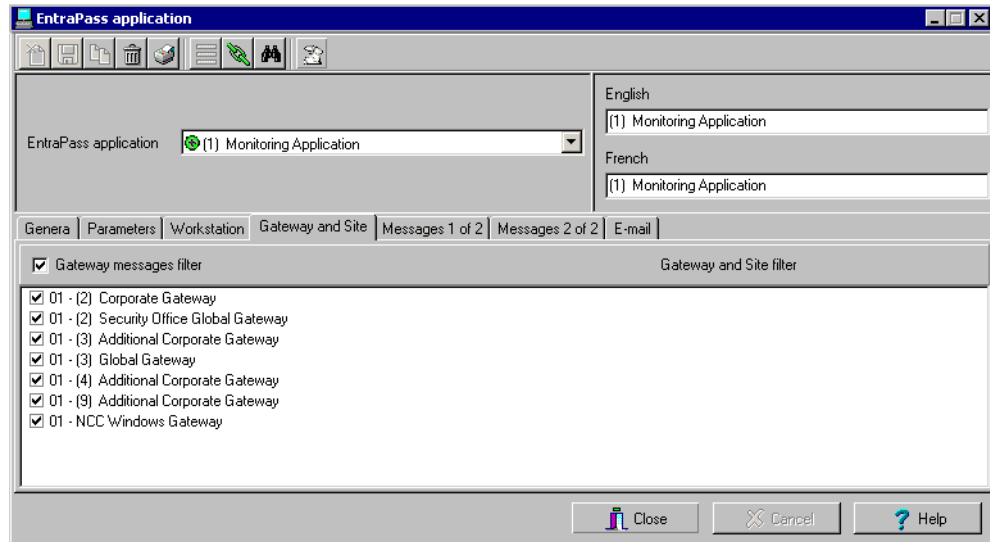 EntraPass application
English
(1) Monitoring Application
EntraPass application (1) Monitoring Application
French
(1) Monitoring Application
Genera Parameters Workstation Gateway and Site Messages 1 of 2 Messages 2 of 2 E-mail
Gateway messages filter Gateway and Site filter
01 - (2) Corporate Gateway
01 - (2) Security Office Global Gateway
01 - (3) Additional Corporate Gateway
01 - (3) Global Gateway
01 - (4) Additional Corporate Gateway
01 - (9) Additional Corporate Gateway
01 - NCC Windows Gateway
Close Cancel Help